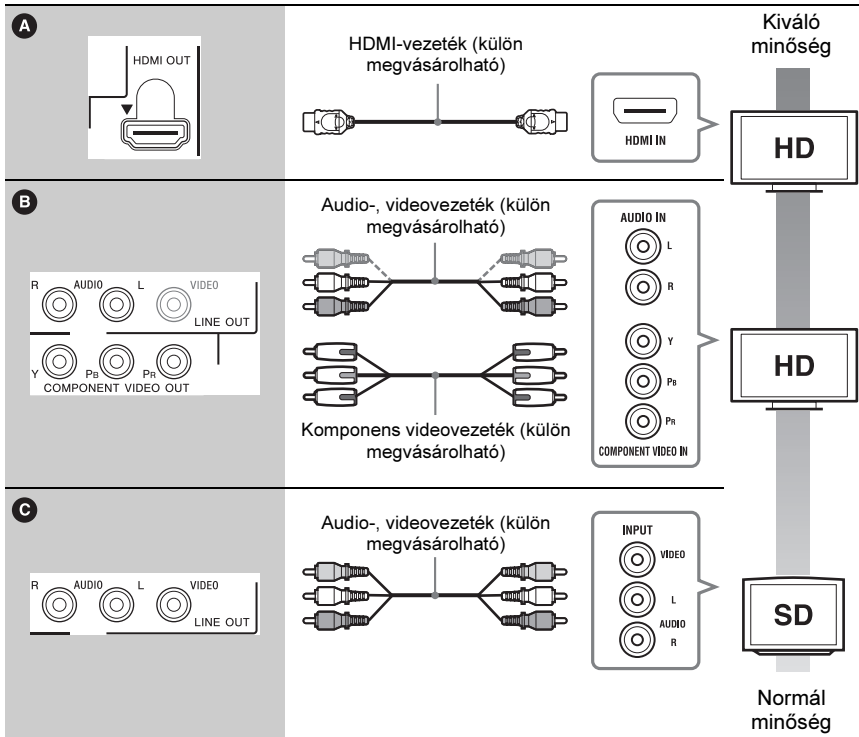 A
HDMI OUT
HDMI-vezeték (külön
megvásárolható)
HDMI IN
Kiváló
minőség
HD
B
R AUDIO L VIDEO
LINE OUT
Y PB PR
COMPONENT VIDEO OUT
Audio-, videovezeték (külön
megvásárolható)
Komponens videovezeték (külön
megvásárolható)
AUDIO IN
L
R
Y
PB
PR
COMPONENT VIDEO IN
HD
C
R AUDIO L VIDEO
LINE OUT
Audio-, videovezeték (külön
megvásárolható)
INPUT
VIDEO
L
AUDIO
R
SD
Normál
minőség